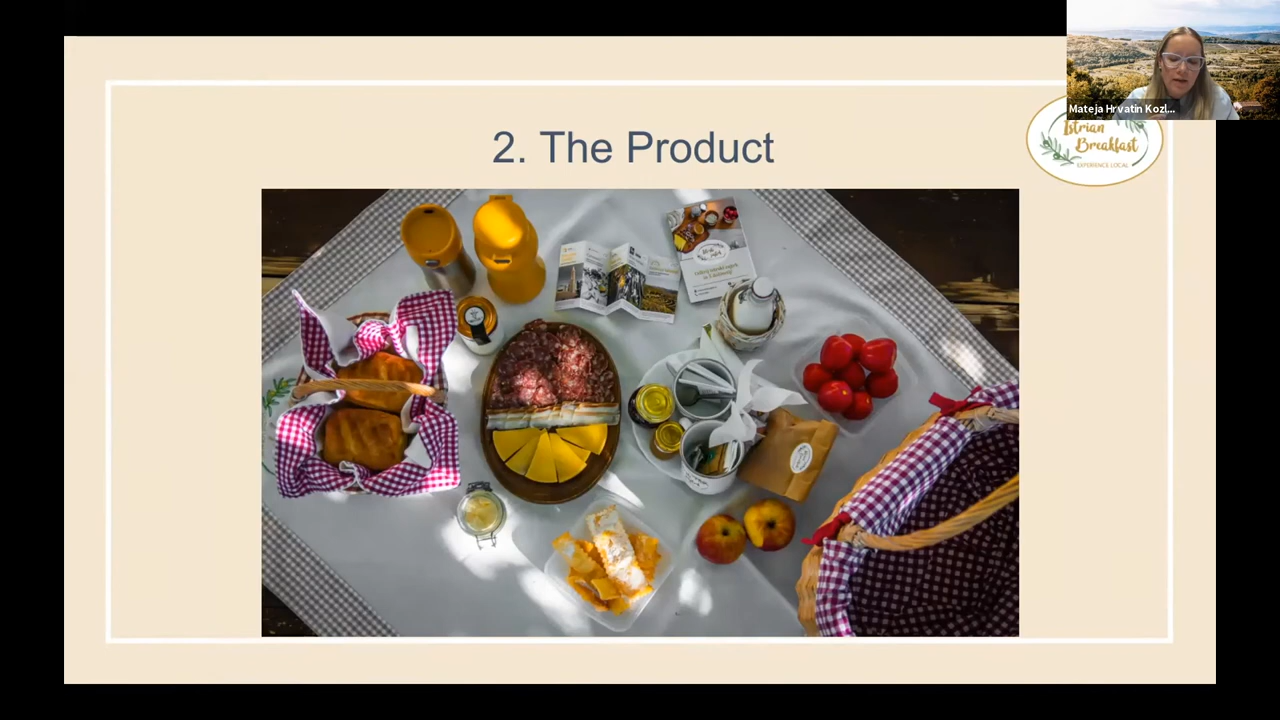 Mateja Hrvatin Kozl...
2. The Product
Istrian
Breakfast
EXPERIENCE LOCAL